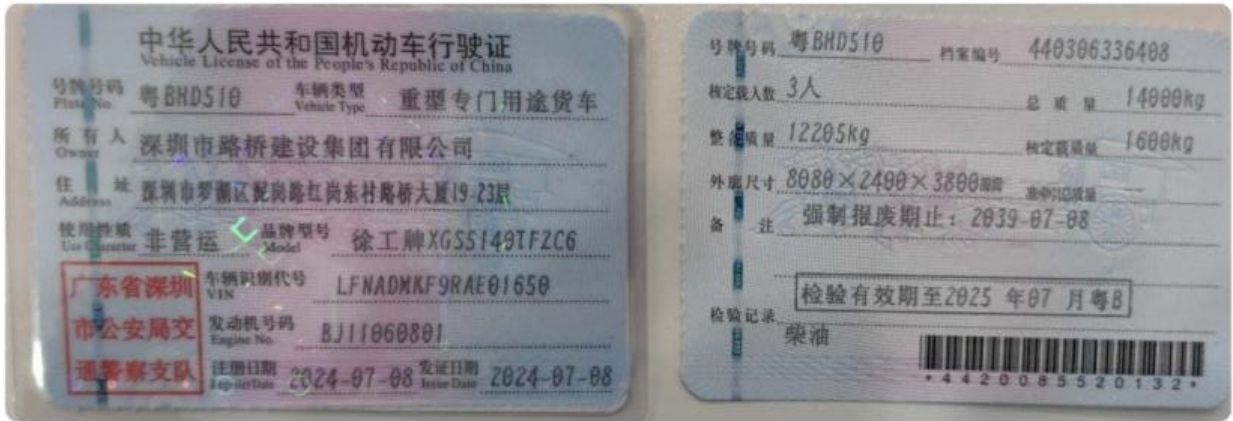 中华人民共和国机动车行驶证
Vehicle License of the People's Republic of China
号牌号码 Plate No. 粤BHD510 车辆类型 Vehicle Type 重型专门用途货车
所有人 Owner 深圳市路桥建设集团有限公司
住址 Address 深圳市罗湖区泥岗路红岗东村路桥大厦19-23层
使用性质 Use Character 非营运 品牌型号 Model 徐工牌XGS5140TFZC6
广东省深圳
市公安局交
通警察支队
车辆识别代号 VIN LFNADMKF9RAE01650
发动机号码 Engine No. BJ11060801
注册日期 Register Date 2024-07-08 发证日期 Issue Date 2024-07-08
号牌号码 粤BHD510 档案编号 440306336408
核定载人数 3人 总质量 14000kg
整备质量 12205kg 核定载质量 1600kg
外廓尺寸 8080×2400×3800 --
备注 强制报废期止：2039-07-08
检验有效期至2025 年07 月粤B
检验记录
柴油
*4420085520132*